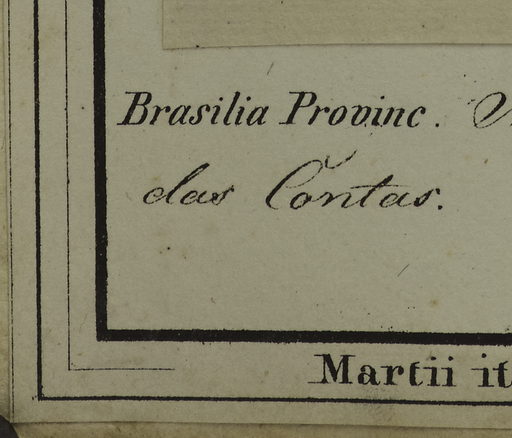 Brasilia Provinc.
das Contas.
Martii it